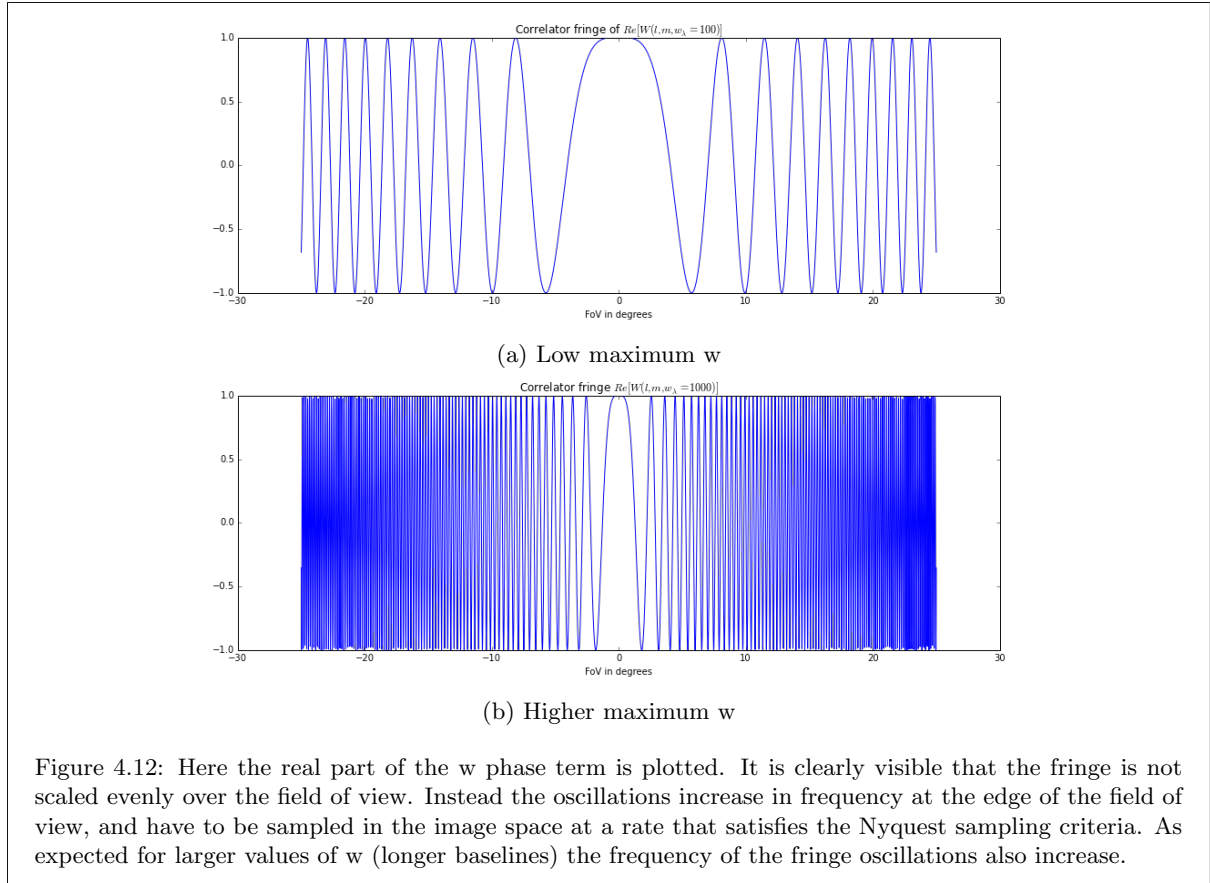 Correlator fringe of Re[W(l,m,w_λ=100)]
1.0
0.5
0.0
−0.5
−1.0
−30 −20 −10 0 10 20 30
FoV in degrees
(a) Low maximum w
Correlator fringe Re[W(l,m,w_λ=1000)]
1.0
0.5
0.0
−0.5
−1.0
−30 −20 −10 0 10 20 30
FoV in degrees
(b) Higher maximum w
Figure 4.12: Here the real part of the w phase term is plotted. It is clearly visible that the fringe is not
scaled evenly over the field of view. Instead the oscillations increase in frequency at the edge of the field of
view, and have to be sampled in the image space at a rate that satisfies the Nyquest sampling criteria. As
expected for larger values of w (longer baselines) the frequency of the fringe oscillations also increase.